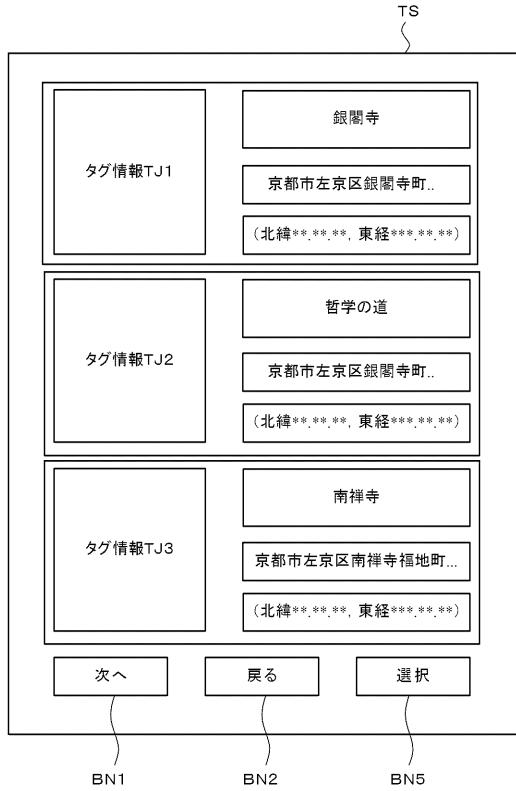 TS
タグ情報TJ1
銀閣寺
京都市左京区銀閣寺町..
(北緯**.**.**, 東経***.**.**)
タグ情報TJ2
哲学の道
京都市左京区銀閣寺町..
(北緯**.**.**, 東経***.**.**)
タグ情報TJ3
南禅寺
京都市左京区南禅寺福地町...
(北緯**.**.**, 東経***.**.**)
次へ
戻る
選択
BN1
BN2
BN5